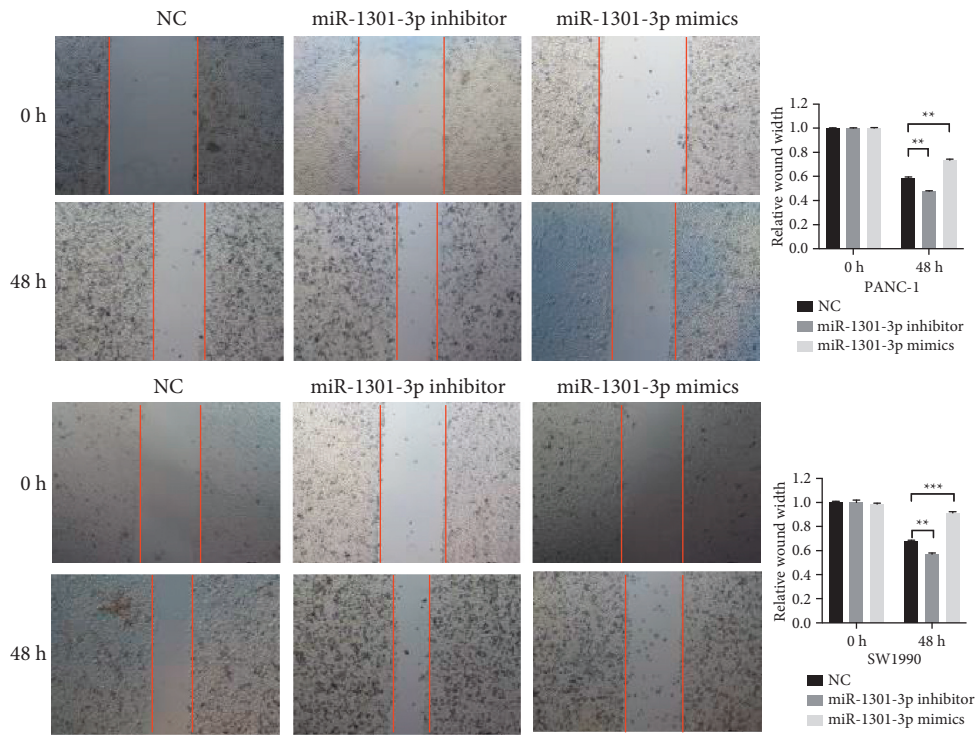 NC
miR-1301-3p inhibitor
miR-1301-3p mimics
0 h
48 h
Relative wound width
1.2
1.0
0.8
0.6
0.4
0.2
0.0
**
**
0 h
48 h
PANC-1
NC
miR-1301-3p inhibitor
miR-1301-3p mimics
NC
miR-1301-3p inhibitor
miR-1301-3p mimics
0 h
48 h
Relative wound width
1.2
1.0
0.8
0.6
0.4
0.2
0.0
***
**
0 h
48 h
SW1990
NC
miR-1301-3p inhibitor
miR-1301-3p mimics